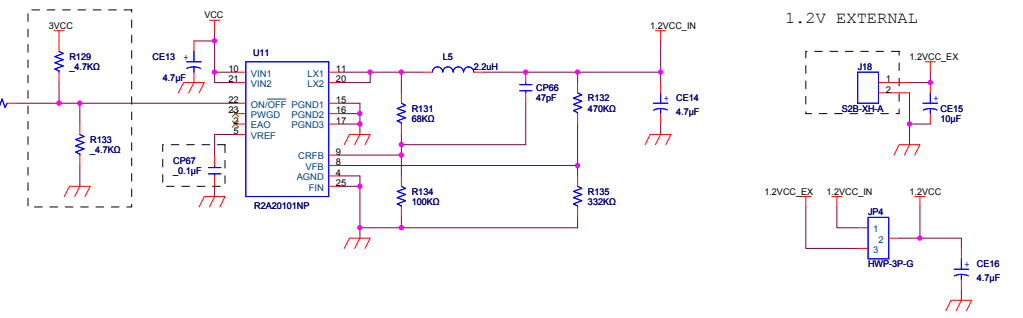 1.2V EXTERNAL
3VCC
VCC
1.2VCC_IN
R129
_4.7KΩ
CE13
4.7µF
U11
L5
2.2uH
10 VIN1 LX1 11
21 VIN2 LX2 20
22 ON/OFF PGND1 15
23 PWGD PGND2 16
EAO PGND3 17
5 VREF
CRFB 9
VFB 8
AGND 4
FIN 25
R2A20101NP
R133
_4.7KΩ
CP67
_0.1µF
R131
68KΩ
CP66
47pF
R132
470KΩ
CE14
4.7µF
R134
100KΩ
R135
332KΩ
1.2VCC_EX
J18
1
2
S2B-XH-A
CE15
10µF
1.2VCC_EX 1.2VCC_IN 1.2VCC
JP4
1
2
3
HWP-3P-G
CE16
4.7µF